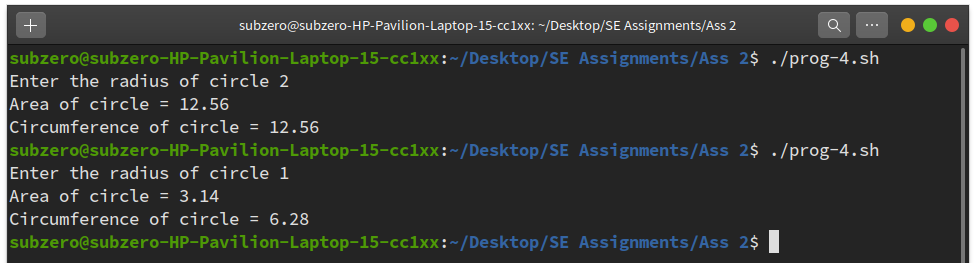 subzero@subzero-HP-Pavilion-Laptop-15-cc1xx: ~/Desktop/SE Assignments/Ass 2
subzero@subzero-HP-Pavilion-Laptop-15-cc1xx:~/Desktop/SE Assignments/Ass 2$ ./prog-4.sh
Enter the radius of circle 2
Area of circle = 12.56
Circumference of circle = 12.56
subzero@subzero-HP-Pavilion-Laptop-15-cc1xx:~/Desktop/SE Assignments/Ass 2$ ./prog-4.sh
Enter the radius of circle 1
Area of circle = 3.14
Circumference of circle = 6.28
subzero@subzero-HP-Pavilion-Laptop-15-cc1xx:~/Desktop/SE Assignments/Ass 2$